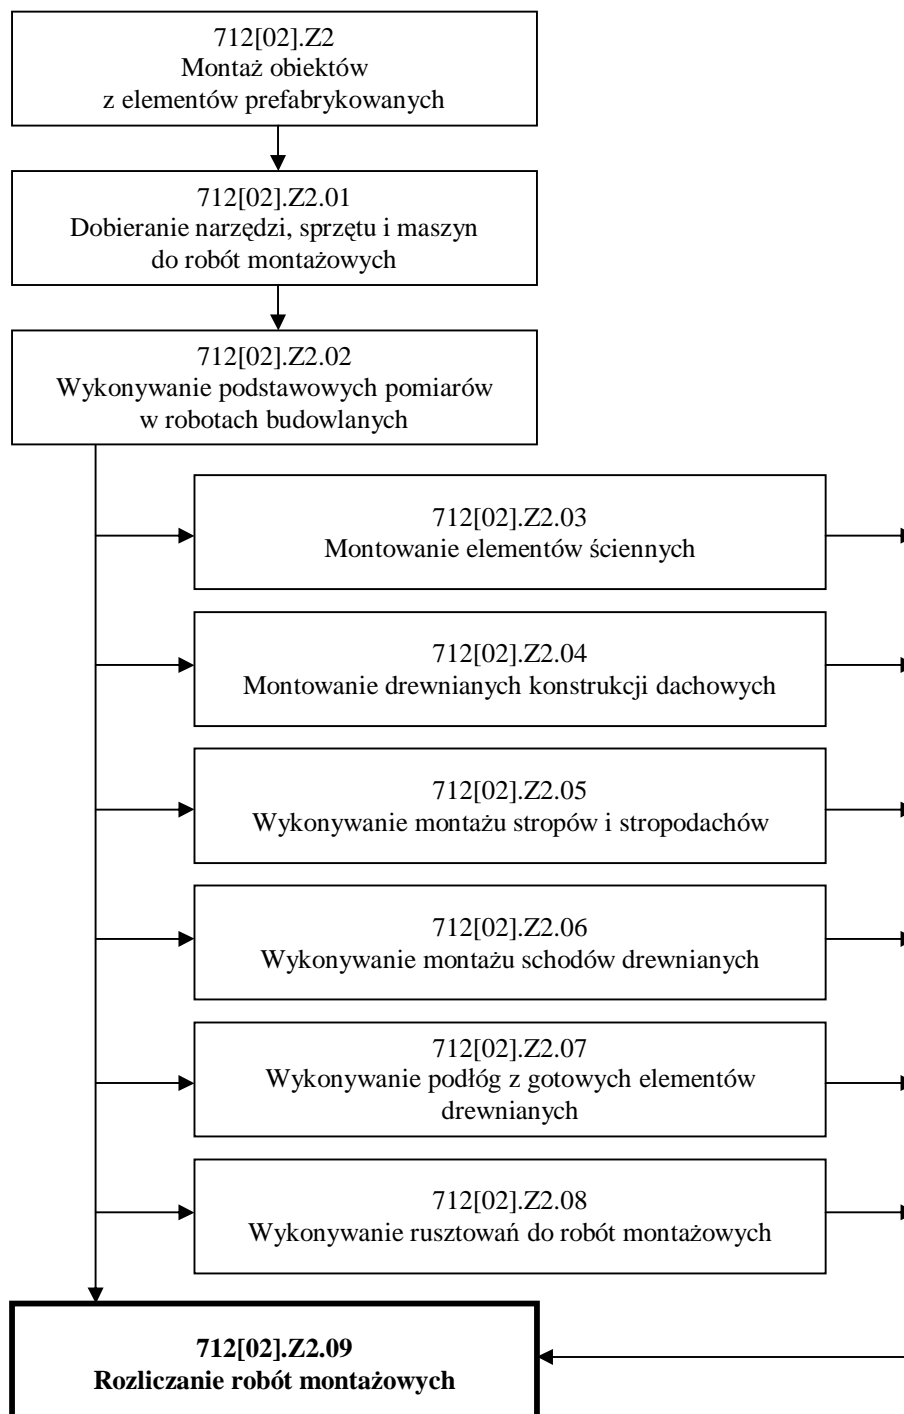 712[02].Z2
Montaż obiektów
z elementów prefabrykowanych
712[02].Z2.01
Dobieranie narzędzi, sprzętu i maszyn
do robót montażowych
712[02].Z2.02
Wykonywanie podstawowych pomiarów
w robotach budowlanych
712[02].Z2.03
Montowanie elementów ściennych
712[02].Z2.04
Montowanie drewnianych konstrukcji dachowych
712[02].Z2.05
Wykonywanie montażu stropów i stropodachów
712[02].Z2.06
Wykonywanie montażu schodów drewnianych
712[02].Z2.07
Wykonywanie podłóg z gotowych elementów
drewnianych
712[02].Z2.08
Wykonywanie rusztowań do robót montażowych
712[02].Z2.09
Rozliczanie robót montażowych